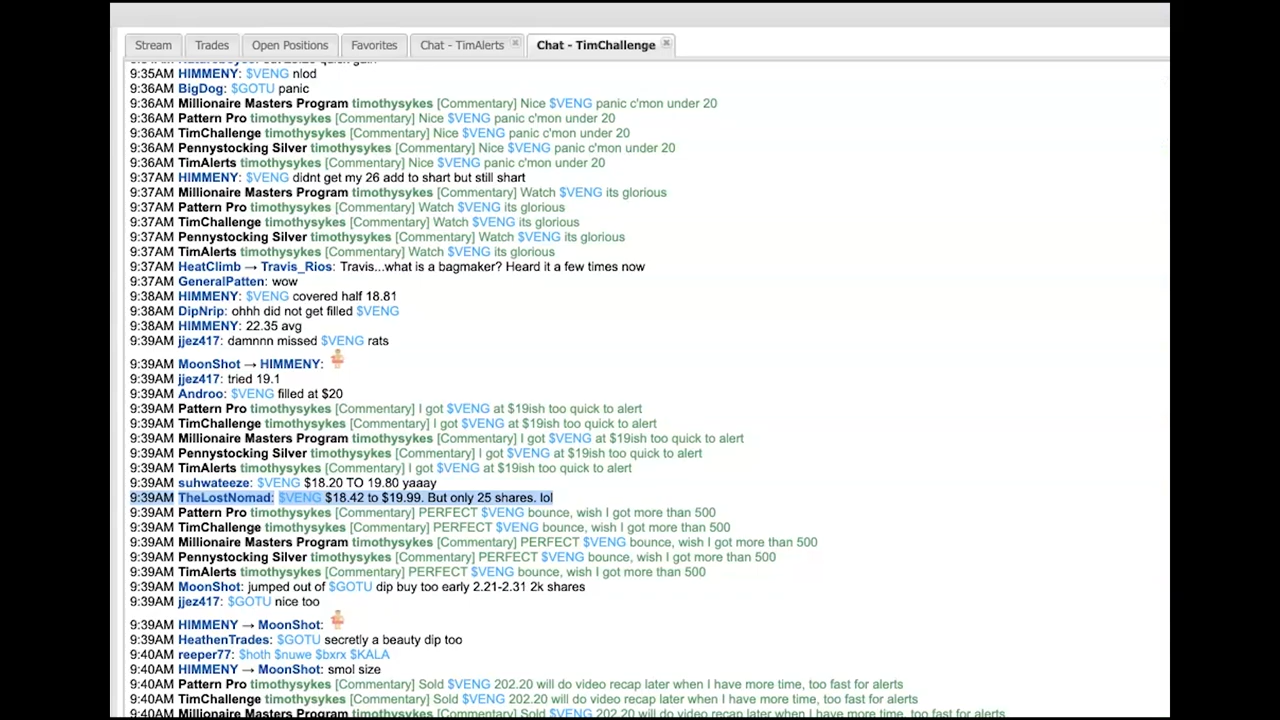 Stream Trades Open Positions Favorites Chat - TimAlerts Chat - TimChallenge
9:35AM HIMMENY: $VENG nlod
9:36AM BigDog: $GOTU panic
9:36AM Millionaire Masters Program timothysykes [Commentary] Nice $VENG panic c'mon under 20
9:36AM Pattern Pro timothysykes [Commentary] Nice $VENG panic c'mon under 20
9:36AM TimChallenge timothysykes [Commentary] Nice $VENG panic c'mon under 20
9:36AM Pennystocking Silver timothysykes [Commentary] Nice $VENG panic c'mon under 20
9:36AM TimAlerts timothysykes [Commentary] Nice $VENG panic c'mon under 20
9:37AM HIMMENY: $VENG didnt get my 26 add to shart but still shart
9:37AM Millionaire Masters Program timothysykes [Commentary] Watch $VENG its glorious
9:37AM Pattern Pro timothysykes [Commentary] Watch $VENG its glorious
9:37AM TimChallenge timothysykes [Commentary] Watch $VENG its glorious
9:37AM Pennystocking Silver timothysykes [Commentary] Watch $VENG its glorious
9:37AM TimAlerts timothysykes [Commentary] Watch $VENG its glorious
9:37AM HeatClimb → Travis_Rios: Travis...what is a bagmaker? Heard it a few times now
9:37AM GeneralPatten: wow
9:38AM HIMMENY: $VENG covered half 18.81
9:38AM DipNrip: ohhh did not get filled $VENG
9:38AM HIMMENY: 22.35 avg
9:39AM jjez417: damnnn missed $VENG rats
9:39AM MoonShot → HIMMENY:
9:39AM jjez417: tried 19.1
9:39AM Androo: $VENG filled at $20
9:39AM Pattern Pro timothysykes [Commentary] I got $VENG at $19ish too quick to alert
9:39AM TimChallenge timothysykes [Commentary] I got $VENG at $19ish too quick to alert
9:39AM Millionaire Masters Program timothysykes [Commentary] I got $VENG at $19ish too quick to alert
9:39AM Pennystocking Silver timothysykes [Commentary] I got $VENG at $19ish too quick to alert
9:39AM TimAlerts timothysykes [Commentary] I got $VENG at $19ish too quick to alert
9:39AM suhwateeze: $VENG $18.20 TO 19.80 yaaay
9:39AM TheLostNomad: $VENG $18.42 to $19.99. But only 25 shares. lol
9:39AM Pattern Pro timothysykes [Commentary] PERFECT $VENG bounce, wish I got more than 500
9:39AM TimChallenge timothysykes [Commentary] PERFECT $VENG bounce, wish I got more than 500
9:39AM Millionaire Masters Program timothysykes [Commentary] PERFECT $VENG bounce, wish I got more than 500
9:39AM Pennystocking Silver timothysykes [Commentary] PERFECT $VENG bounce, wish I got more than 500
9:39AM TimAlerts timothysykes [Commentary] PERFECT $VENG bounce, wish I got more than 500
9:39AM MoonShot: jumped out of $GOTU dip buy too early 2.21-2.31 2k shares
9:39AM jjez417: $GOTU nice too
9:39AM HIMMENY → MoonShot:
9:39AM HeathenTrades: $GOTU secretly a beauty dip too
9:40AM reeper77: $hoth $nuwe $bxrx $KALA
9:40AM HIMMENY → MoonShot: smol size
9:40AM Pattern Pro timothysykes [Commentary] Sold $VENG 202.20 will do video recap later when I have more time, too fast for alerts
9:40AM TimChallenge timothysykes [Commentary] Sold $VENG 202.20 will do video recap later when I have more time, too fast for alerts
9:40AM Millionaire Masters Program timothysykes [Commentary] Sold $VENG 202.20 will do video recap later when I have more time, too fast for alerts